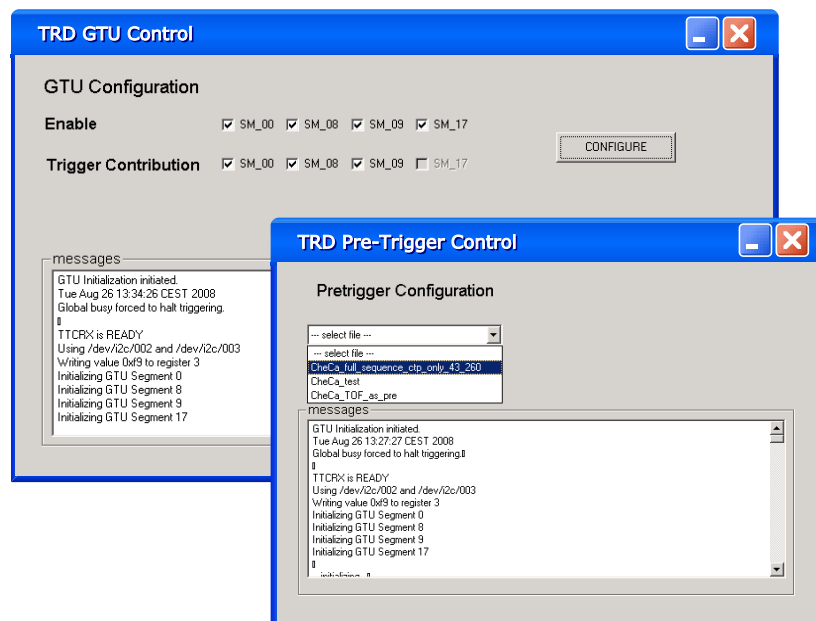 TRD GTU Control
GTU Configuration
Enable SM_00 SM_08 SM_09 SM_17
CONFIGURE
Trigger Contribution SM_00 SM_08 SM_09 SM_17
messages
GTU Initialization initiated.
Tue Aug 26 13:34:26 CEST 2008
Global busy forced to halt triggering.
TTCRX is READY
Using /dev/i2c/002 and /dev/i2c/003
Writing value 0xf9 to register 3
Initializing GTU Segment 0
Initializing GTU Segment 8
Initializing GTU Segment 9
Initializing GTU Segment 17
TRD Pre-Trigger Control
Pretrigger Configuration
--- select file ---
--- select file ---
CheCa_full_sequence_ctp_only_43_260
CheCa_test
CheCa_TOF_as_pre
messages
GTU Initialization initiated.
Tue Aug 26 13:27:27 CEST 2008
Global busy forced to halt triggering.
TTCRX is READY
Using /dev/i2c/002 and /dev/i2c/003
Writing value 0xf9 to register 3
Initializing GTU Segment 0
Initializing GTU Segment 8
Initializing GTU Segment 9
Initializing GTU Segment 17